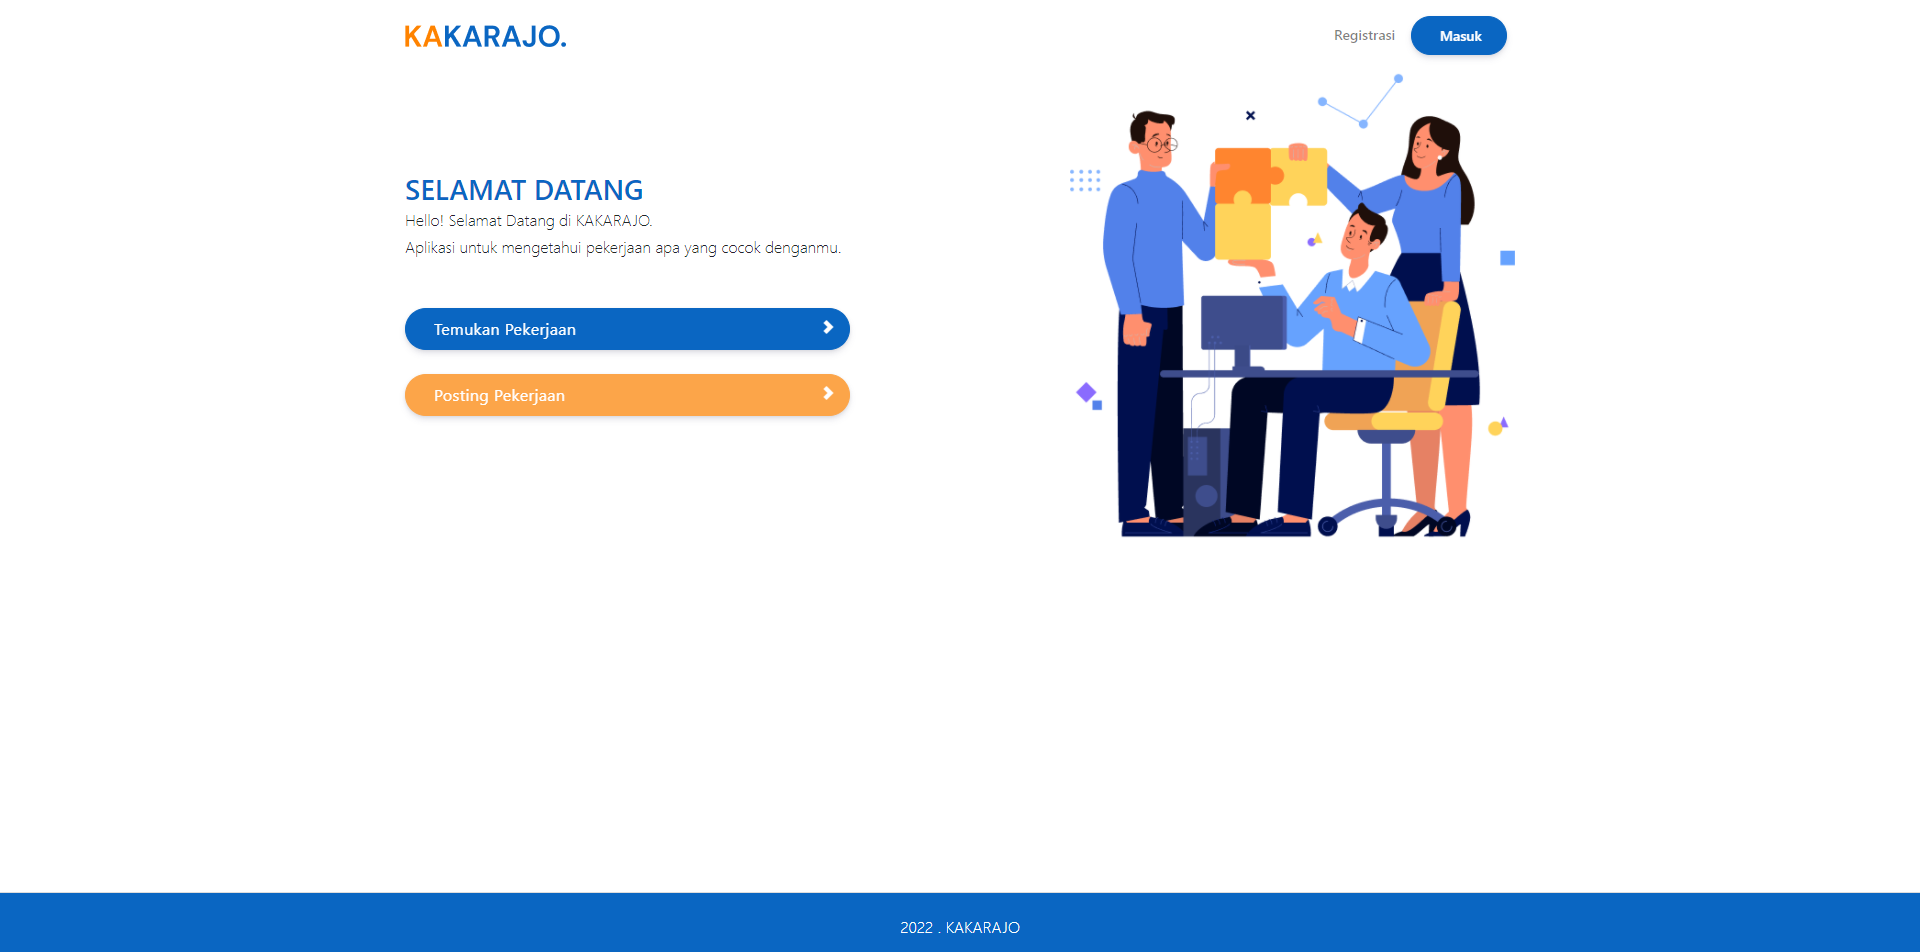 KAKARAJO.
Registrasi
Masuk
SELAMAT DATANG
Hello! Selamat Datang di KAKARAJO.
Aplikasi untuk mengetahui pekerjaan apa yang cocok denganmu.
Temukan Pekerjaan
Posting Pekerjaan
2022 . KAKARAJO